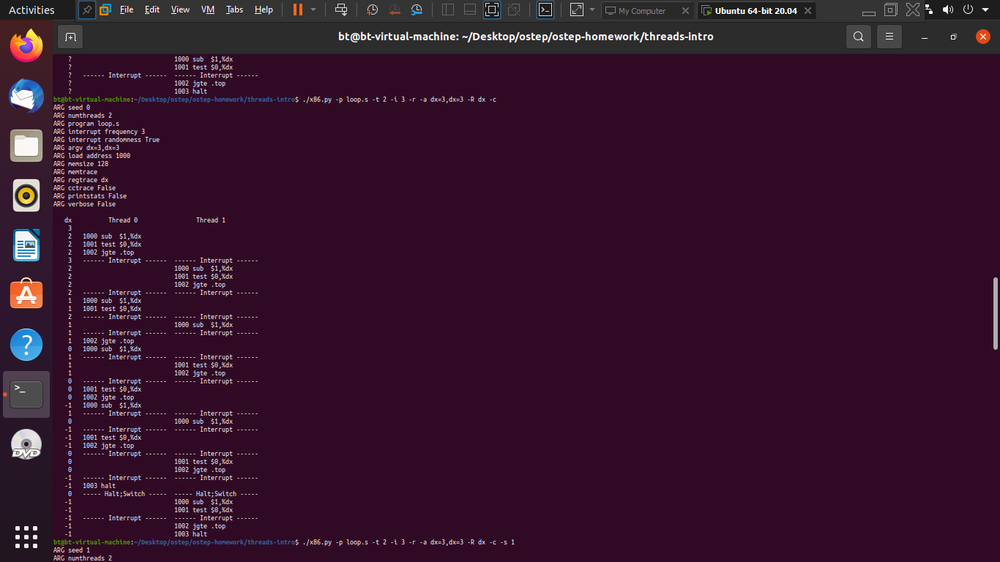 Activities
File Edit View VM Tabs Help
My Computer
Ubuntu 64-bit 20.04
bt@bt-virtual-machine: ~/Desktop/ostep/ostep-homework/threads-intro
? 1000 sub $1,%dx
? 1001 test $0,%dx
? ------ Interrupt ------ ------ Interrupt ------
? 1002 jgte .top
? 1003 halt
bt@bt-virtual-machine:~/Desktop/ostep/ostep-homework/threads-intro$ ./x86.py -p loop.s -t 2 -i 3 -r -a dx=3,dx=3 -R dx -c
ARG seed 0
ARG numthreads 2
ARG program loop.s
ARG interrupt frequency 3
ARG interrupt randomness True
ARG argv dx=3,dx=3
ARG load address 1000
ARG memsize 128
ARG memtrace
ARG regtrace dx
ARG cctrace False
ARG printstats False
ARG verbose False
dx Thread 0 Thread 1
3
2 1000 sub $1,%dx
2 1001 test $0,%dx
2 1002 jgte .top
3 ------ Interrupt ------ ------ Interrupt ------
2 1000 sub $1,%dx
2 1001 test $0,%dx
2 1002 jgte .top
2 ------ Interrupt ------ ------ Interrupt ------
1 1000 sub $1,%dx
1 1001 test $0,%dx
2 ------ Interrupt ------ ------ Interrupt ------
1 1000 sub $1,%dx
1 ------ Interrupt ------ ------ Interrupt ------
1 1002 jgte .top
0 1000 sub $1,%dx
1 ------ Interrupt ------ ------ Interrupt ------
1 1001 test $0,%dx
1 1002 jgte .top
0 ------ Interrupt ------ ------ Interrupt ------
0 1001 test $0,%dx
0 1002 jgte .top
-1 1000 sub $1,%dx
1 ------ Interrupt ------ ------ Interrupt ------
0 1000 sub $1,%dx
-1 ------ Interrupt ------ ------ Interrupt ------
-1 1001 test $0,%dx
-1 1002 jgte .top
0 ------ Interrupt ------ ------ Interrupt ------
0 1001 test $0,%dx
0 1002 jgte .top
-1 ------ Interrupt ------ ------ Interrupt ------
-1 1003 halt
0 ----- Halt;Switch ----- ----- Halt;Switch -----
-1 1000 sub $1,%dx
-1 1001 test $0,%dx
-1 ------ Interrupt ------ ------ Interrupt ------
-1 1002 jgte .top
-1 1003 halt
bt@bt-virtual-machine:~/Desktop/ostep/ostep-homework/threads-intro$ ./x86.py -p loop.s -t 2 -i 3 -r -a dx=3,dx=3 -R dx -c -s 1
ARG seed 1
ARG numthreads 2
DVD